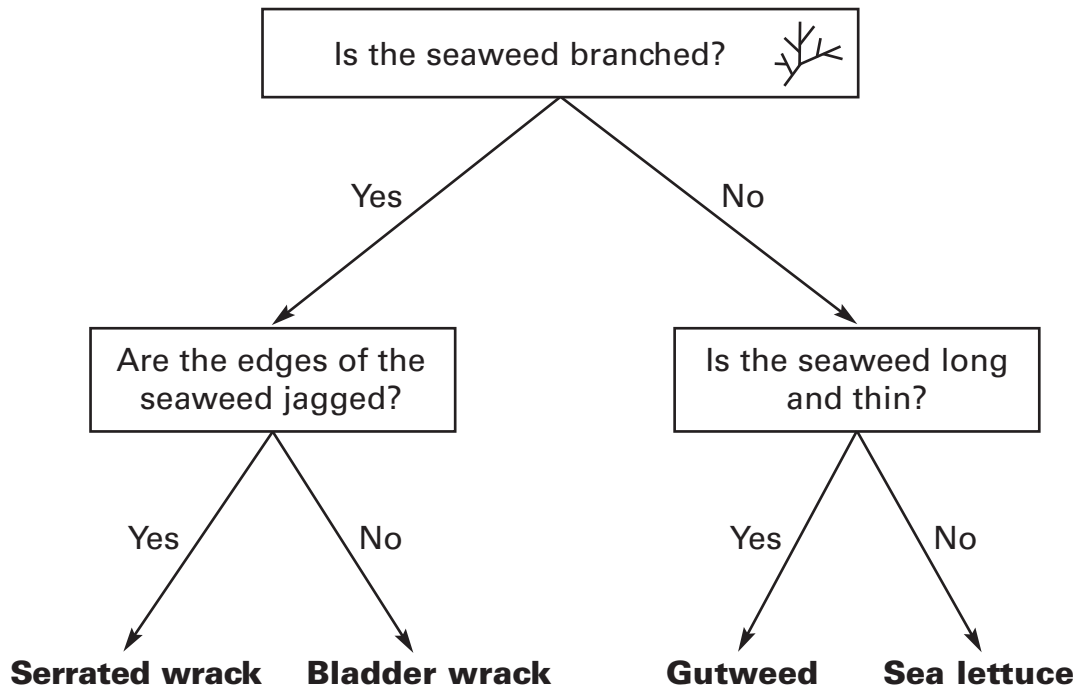 Is the seaweed branched?
Yes
No
Are the edges of the
seaweed jagged?
Is the seaweed long
and thin?
Yes
No
Yes
No
Serrated wrack
Bladder wrack
Gutweed
Sea lettuce